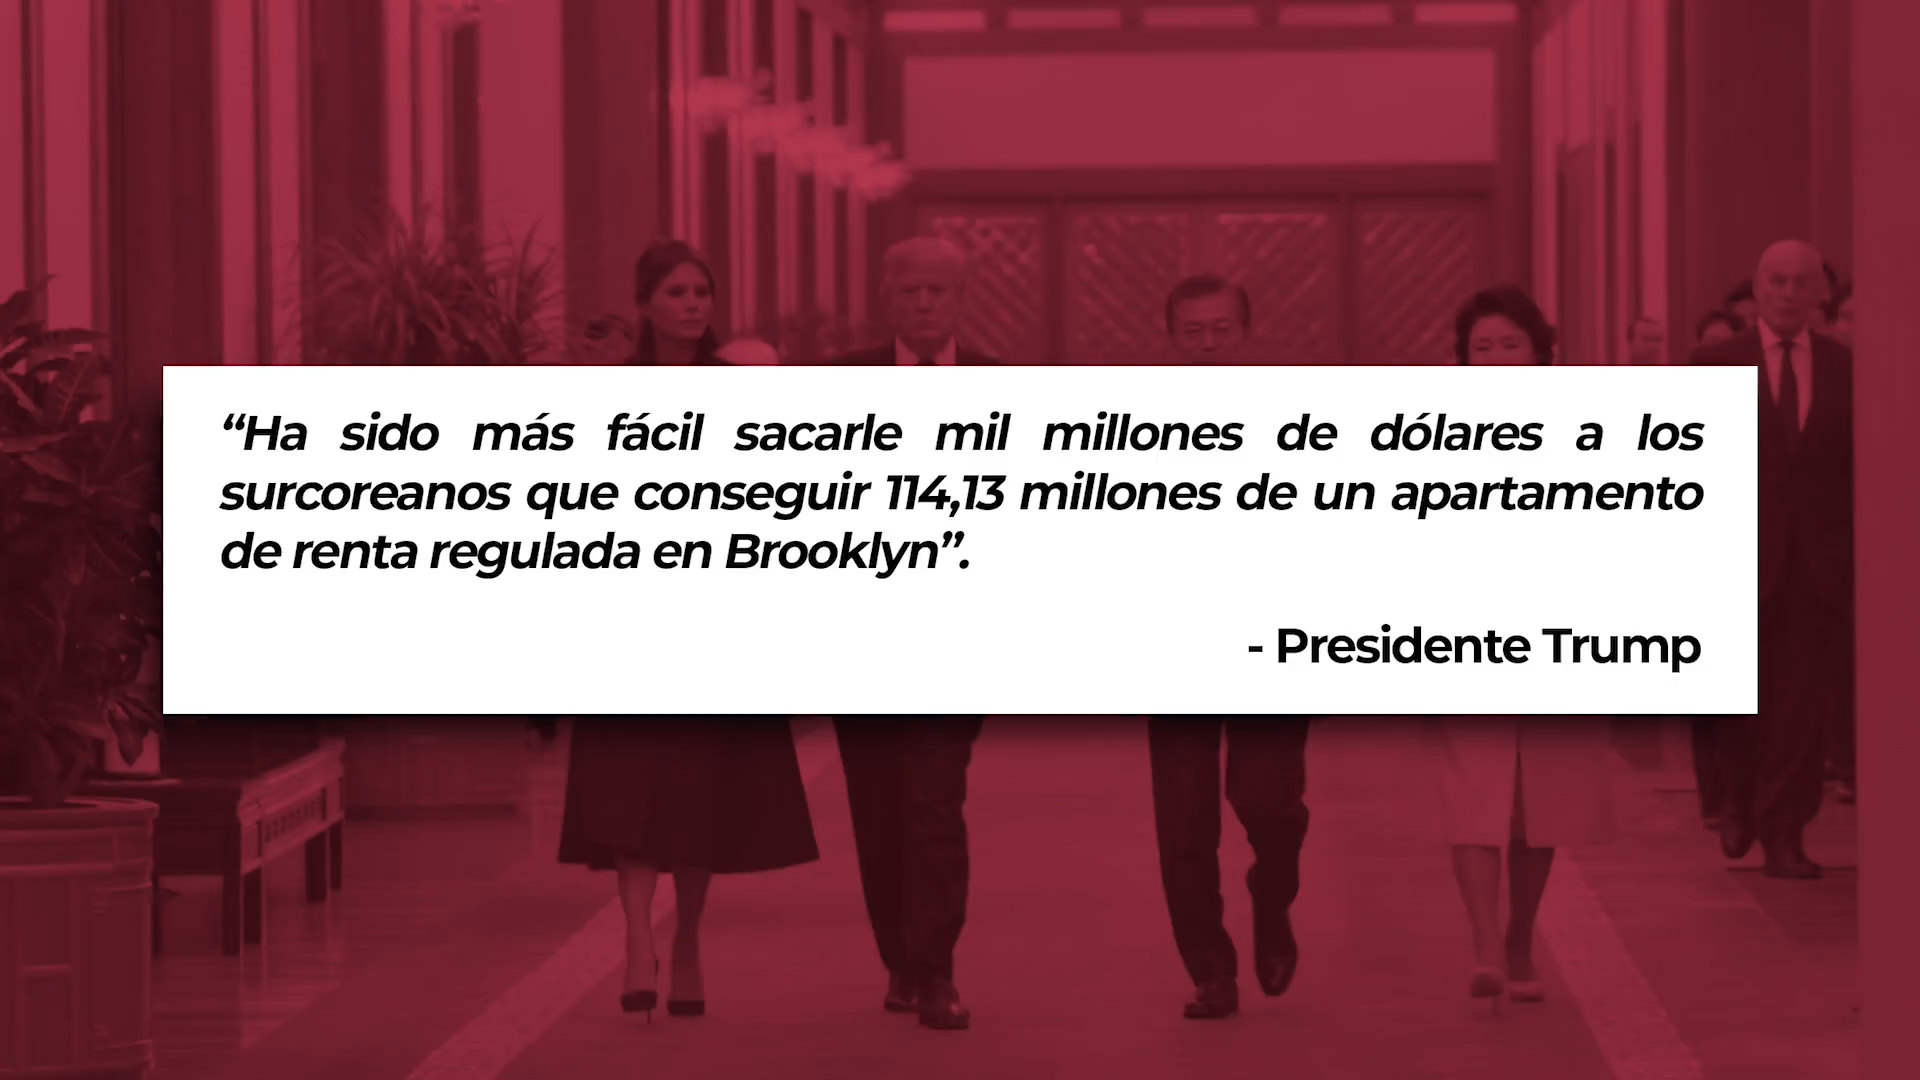 “Ha sido más fácil sacarle mil millones de dólares a los
surcoreanos que conseguir 114,13 millones de un apartamento
de renta regulada en Brooklyn”.
- Presidente Trump